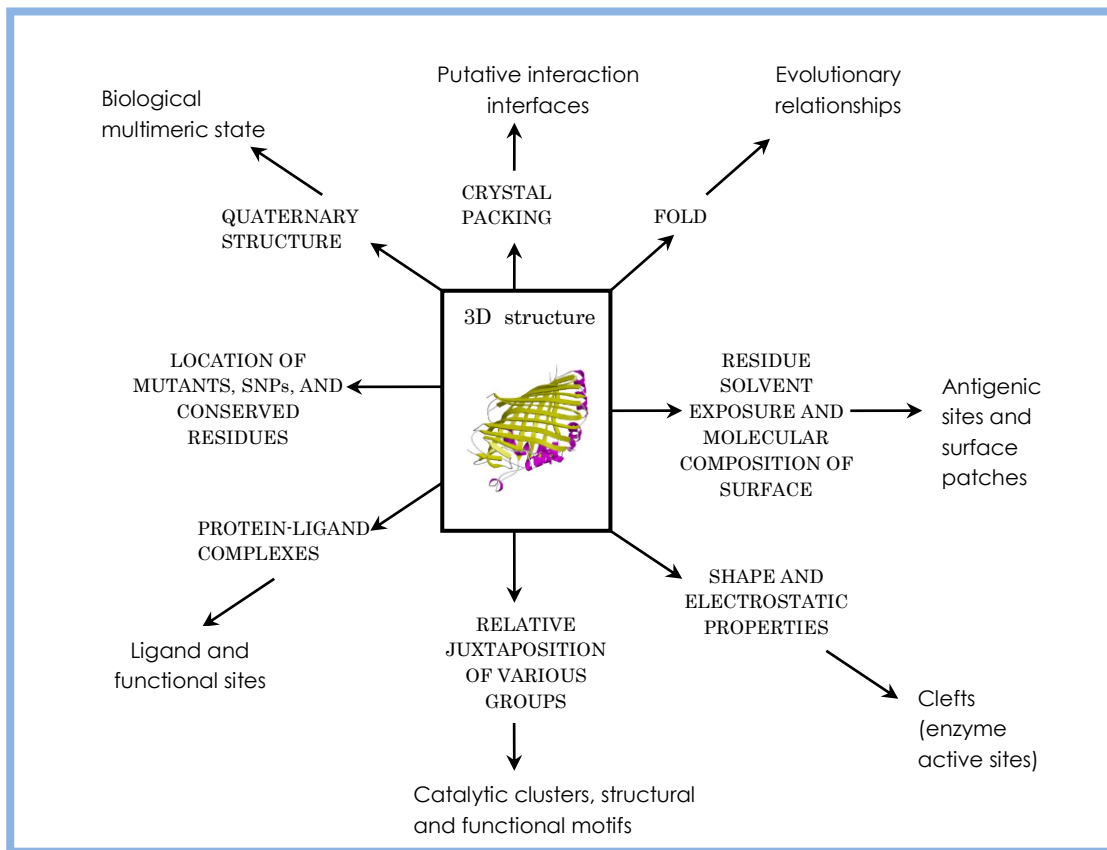 Putative interaction
interfaces
Evolutionary
relationships
Biological
multimeric state
CRYSTAL
PACKING
FOLD
QUATERNARY
STRUCTURE
3D structure
LOCATION OF
MUTANTS, SNPs, AND
CONSERVED
RESIDUES
RESIDUE
SOLVENT
EXPOSURE AND
MOLECULAR
COMPOSITION OF
SURFACE
Antigenic
sites and
surface
patches
PROTEIN-LIGAND
COMPLEXES
SHAPE AND
ELECTROSTATIC
PROPERTIES
RELATIVE
JUXTAPOSITION
OF VARIOUS
GROUPS
Ligand and
functional sites
Clefts
(enzyme
active sites)
Catalytic clusters, structural
and functional motifs